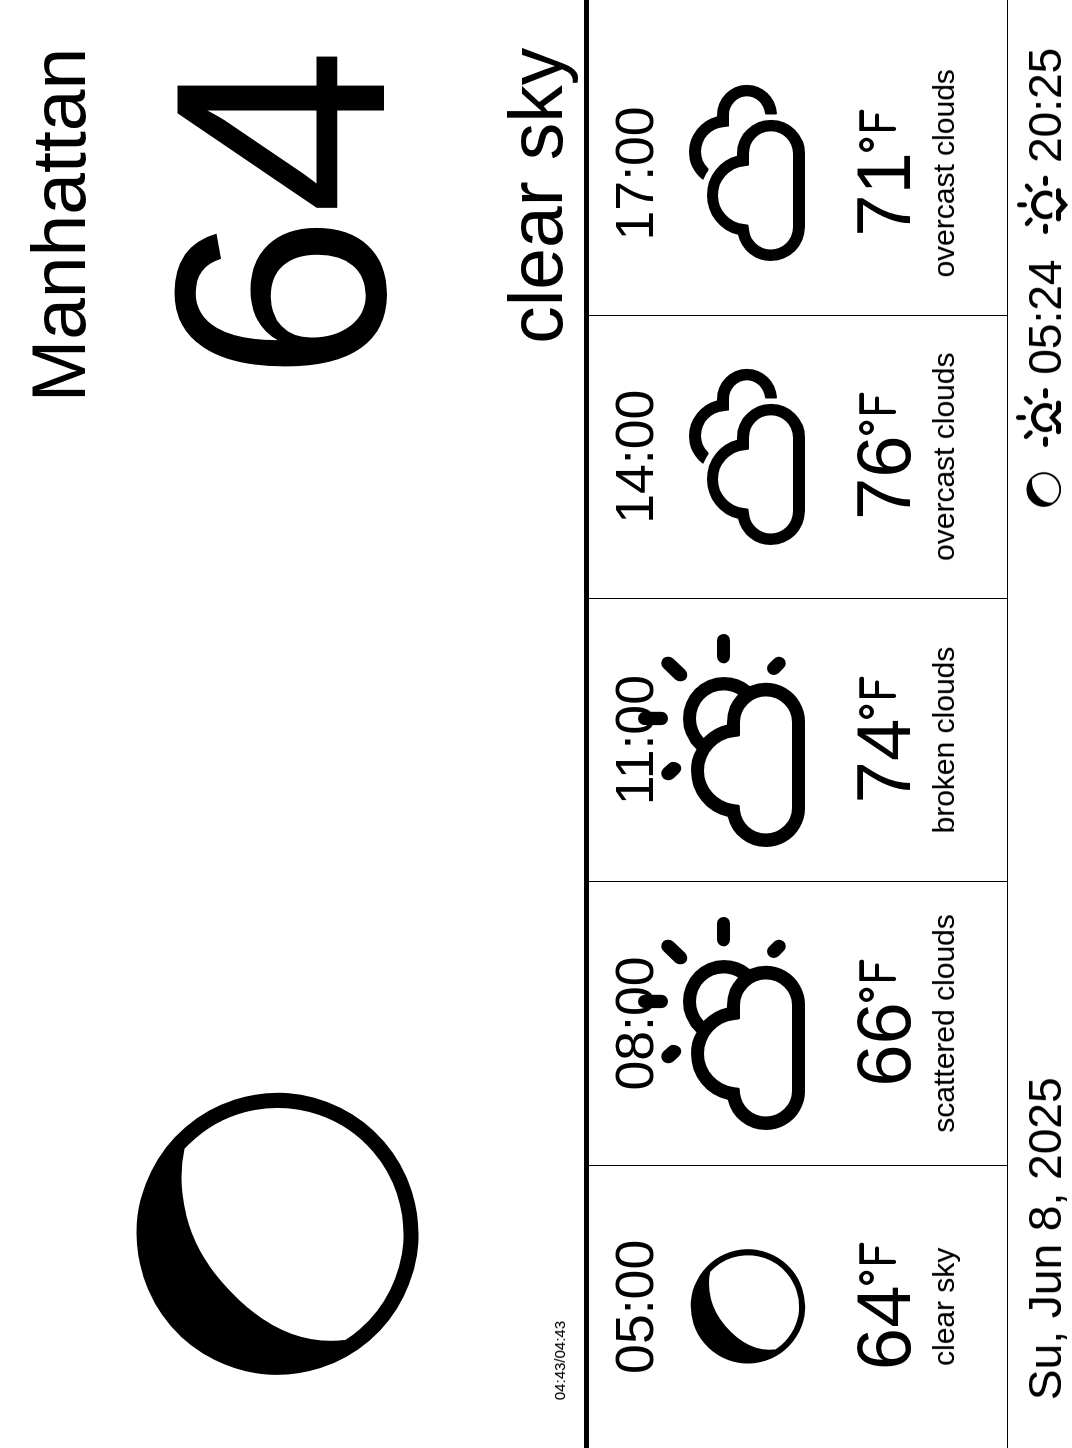 Manhattan
64
clear sky
04:43/04:43
05:00
64°F
clear sky
08:00
66°F
scattered clouds
11:00
74°F
broken clouds
14:00
76°F
overcast clouds
17:00
71°F
overcast clouds
Su, Jun 8, 2025
05:24
20:25